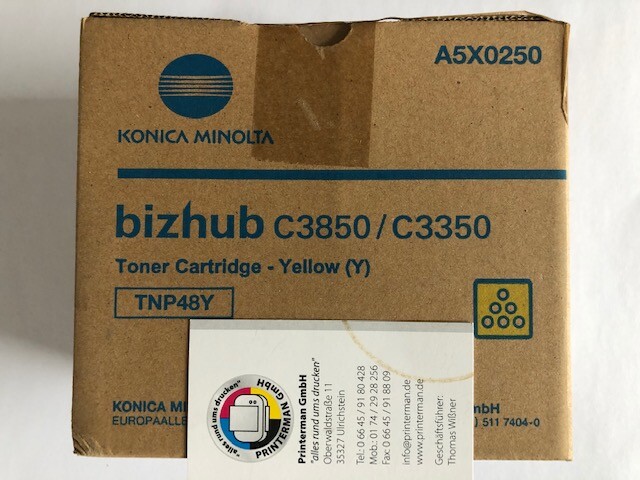 A5X0250
KONICA MINOLTA
bizhub C3850 / C3350
Toner Cartridge - Yellow (Y)
TNP48Y
KONICA MI
EUROPAALLE
bH
) 511 7404-0
"alles rund ums drucken"
PRINTERMAN GmbH
Printerman GmbH
"alles rund ums drucken"
Oberwaldstraße 11
35327 Ulrichstein
Tel.: 0 66 45 / 91 80 428
Mob.: 01 74 / 29 28 256
Fax: 0 66 45 / 91 88 09
info@printerman.de
www.printerman.de
Geschäftsführer:
Thomas Wißner